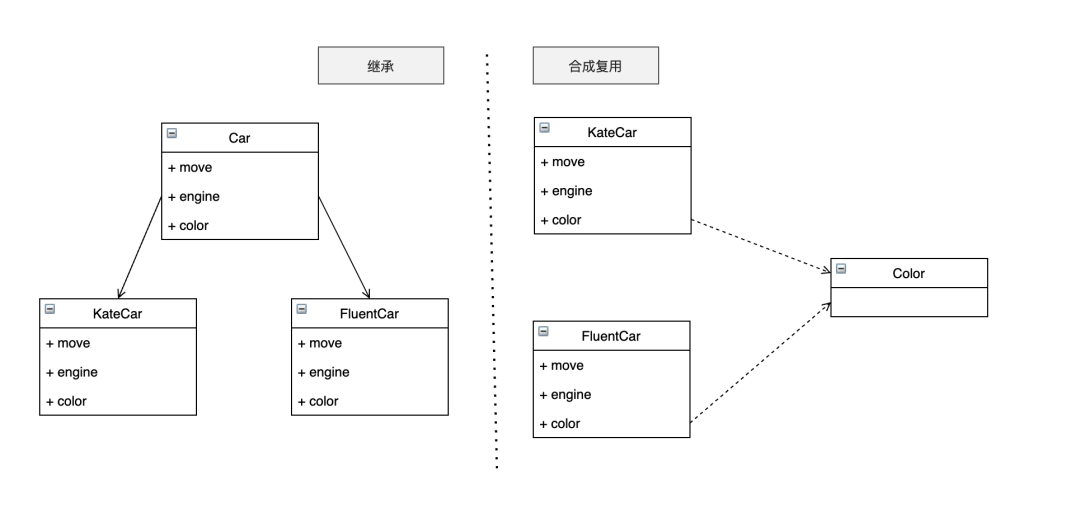 继承
Car
+ move
+ engine
+ color
KateCar
+ move
+ engine
+ color
FluentCar
+ move
+ engine
+ color
合成复用
KateCar
+ move
+ engine
+ color
Color
FluentCar
+ move
+ engine
+ color